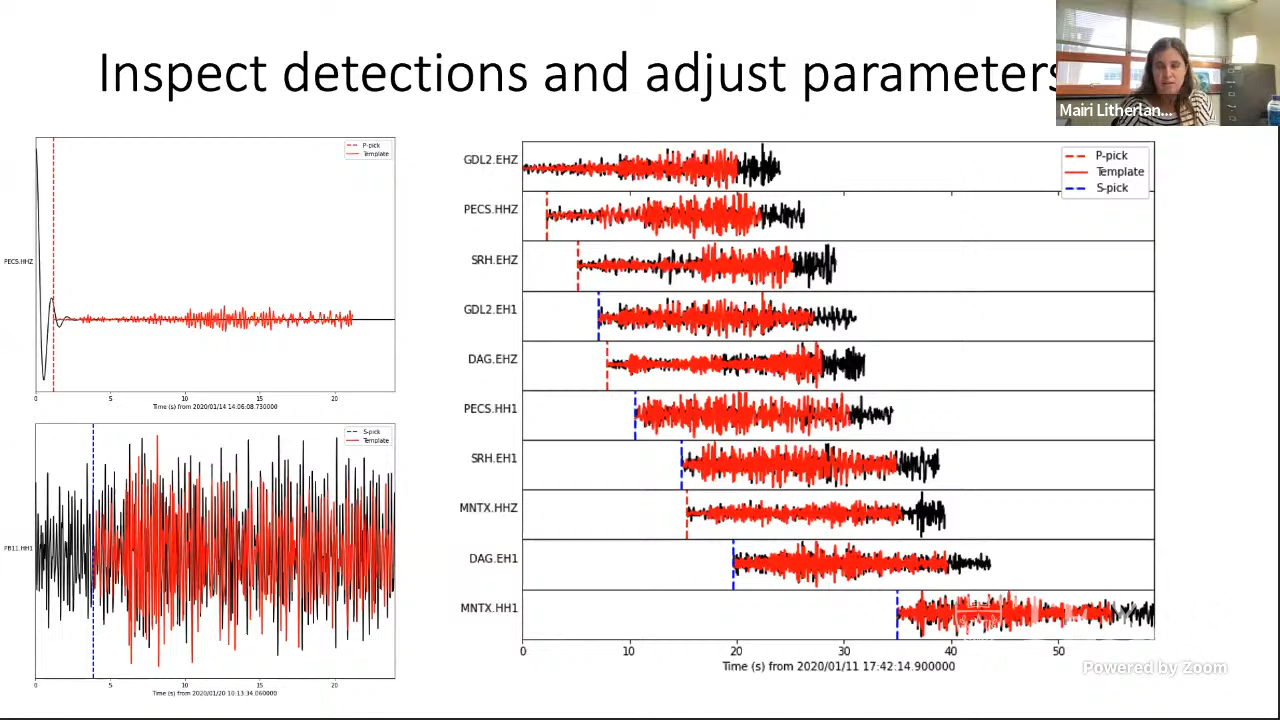 Inspect detections and adjust parameters
Mairi Litherlan...
P-pick
Template
PECS.HHZ
0 5 10 15 20
Time (s) from 2020/01/14 14:06:08.730000
S-pick
Template
PB11.HH1
0 5 10 15 20
Time (s) from 2020/01/20 10:13:34.060000
P-pick
Template
S-pick
GDL2.EHZ
PECS.HHZ
SRH.EHZ
GDL2.EH1
DAG.EHZ
PECS.HH1
SRH.EH1
MNTX.HHZ
DAG.EH1
MNTX.HH1
0 10 20 30 40 50
Time (s) from 2020/01/11 17:42:14.900000
Powered by Zoom